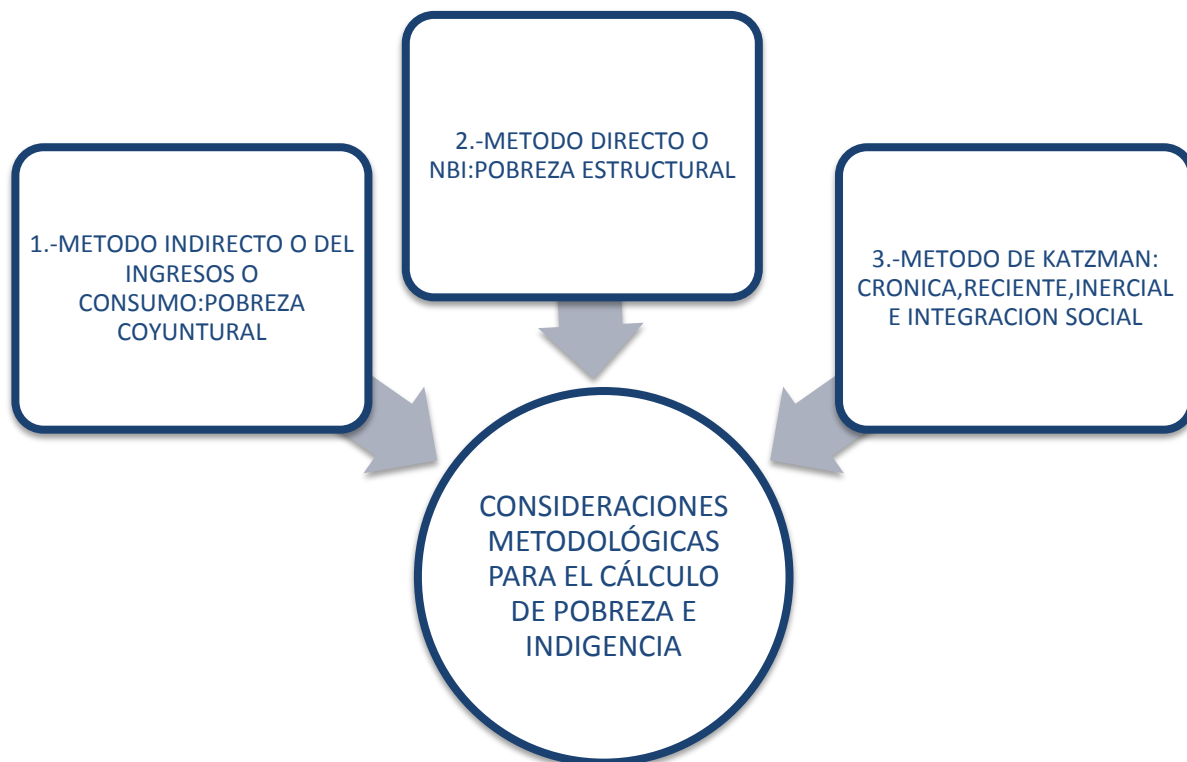 1.-METODO INDIRECTO O DEL
INGRESOS O
CONSUMO:POBREZA
COYUNTURAL
2.-METODO DIRECTO O
NBI:POBREZA ESTRUCTURAL
3.-METODO DE KATZMAN:
CRONICA,RECIENTE,INERCIAL
E INTEGRACION SOCIAL
CONSIDERACIONES
METODOLÓGICAS
PARA EL CÁLCULO
DE POBREZA E
INDIGENCIA